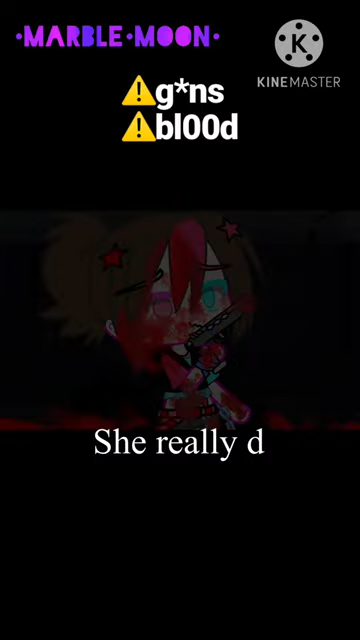 •MARBLE•MOON•
K
KINEMASTER
⚠️g*ns
⚠️bl00d
She really d